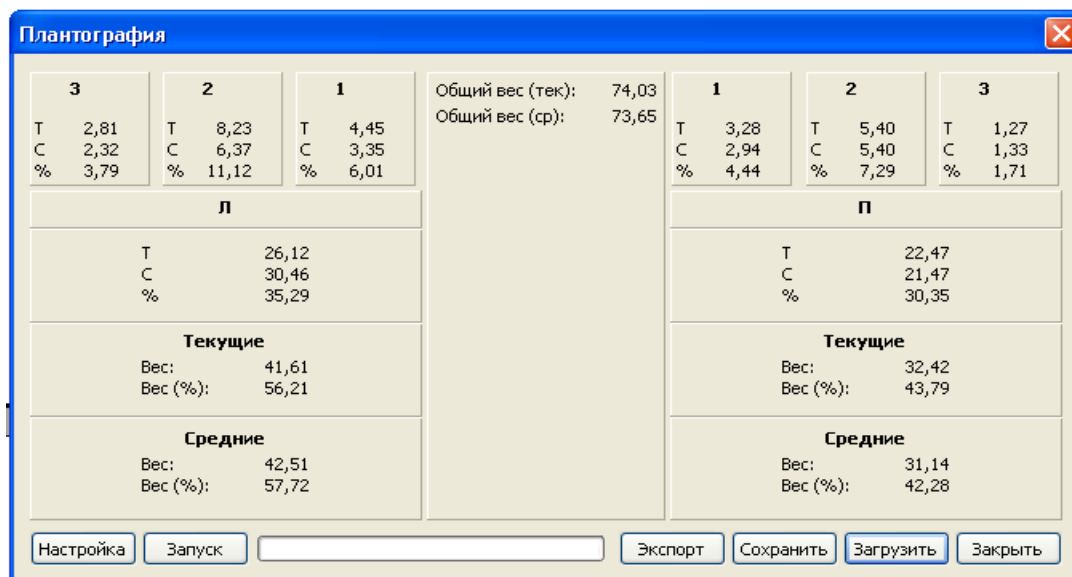 Плантография
3 2 1 Общий вес (тек): 74,03 1 2 3
Общий вес (ср): 73,65
Т 2,81 Т 8,23 Т 4,45 Т 3,28 Т 5,40 Т 1,27
С 2,32 С 6,37 С 3,35 С 2,94 С 5,40 С 1,33
% 3,79 % 11,12 % 6,01 % 4,44 % 7,29 % 1,71
Л П
Т 26,12 Т 22,47
С 30,46 С 21,47
% 35,29 % 30,35
Текущие Текущие
Вес: 41,61 Вес: 32,42
Вес (%): 56,21 Вес (%): 43,79
Средние Средние
Вес: 42,51 Вес: 31,14
Вес (%): 57,72 Вес (%): 42,28
Настройка Запуск Экспорт Сохранить Загрузить Закрыть